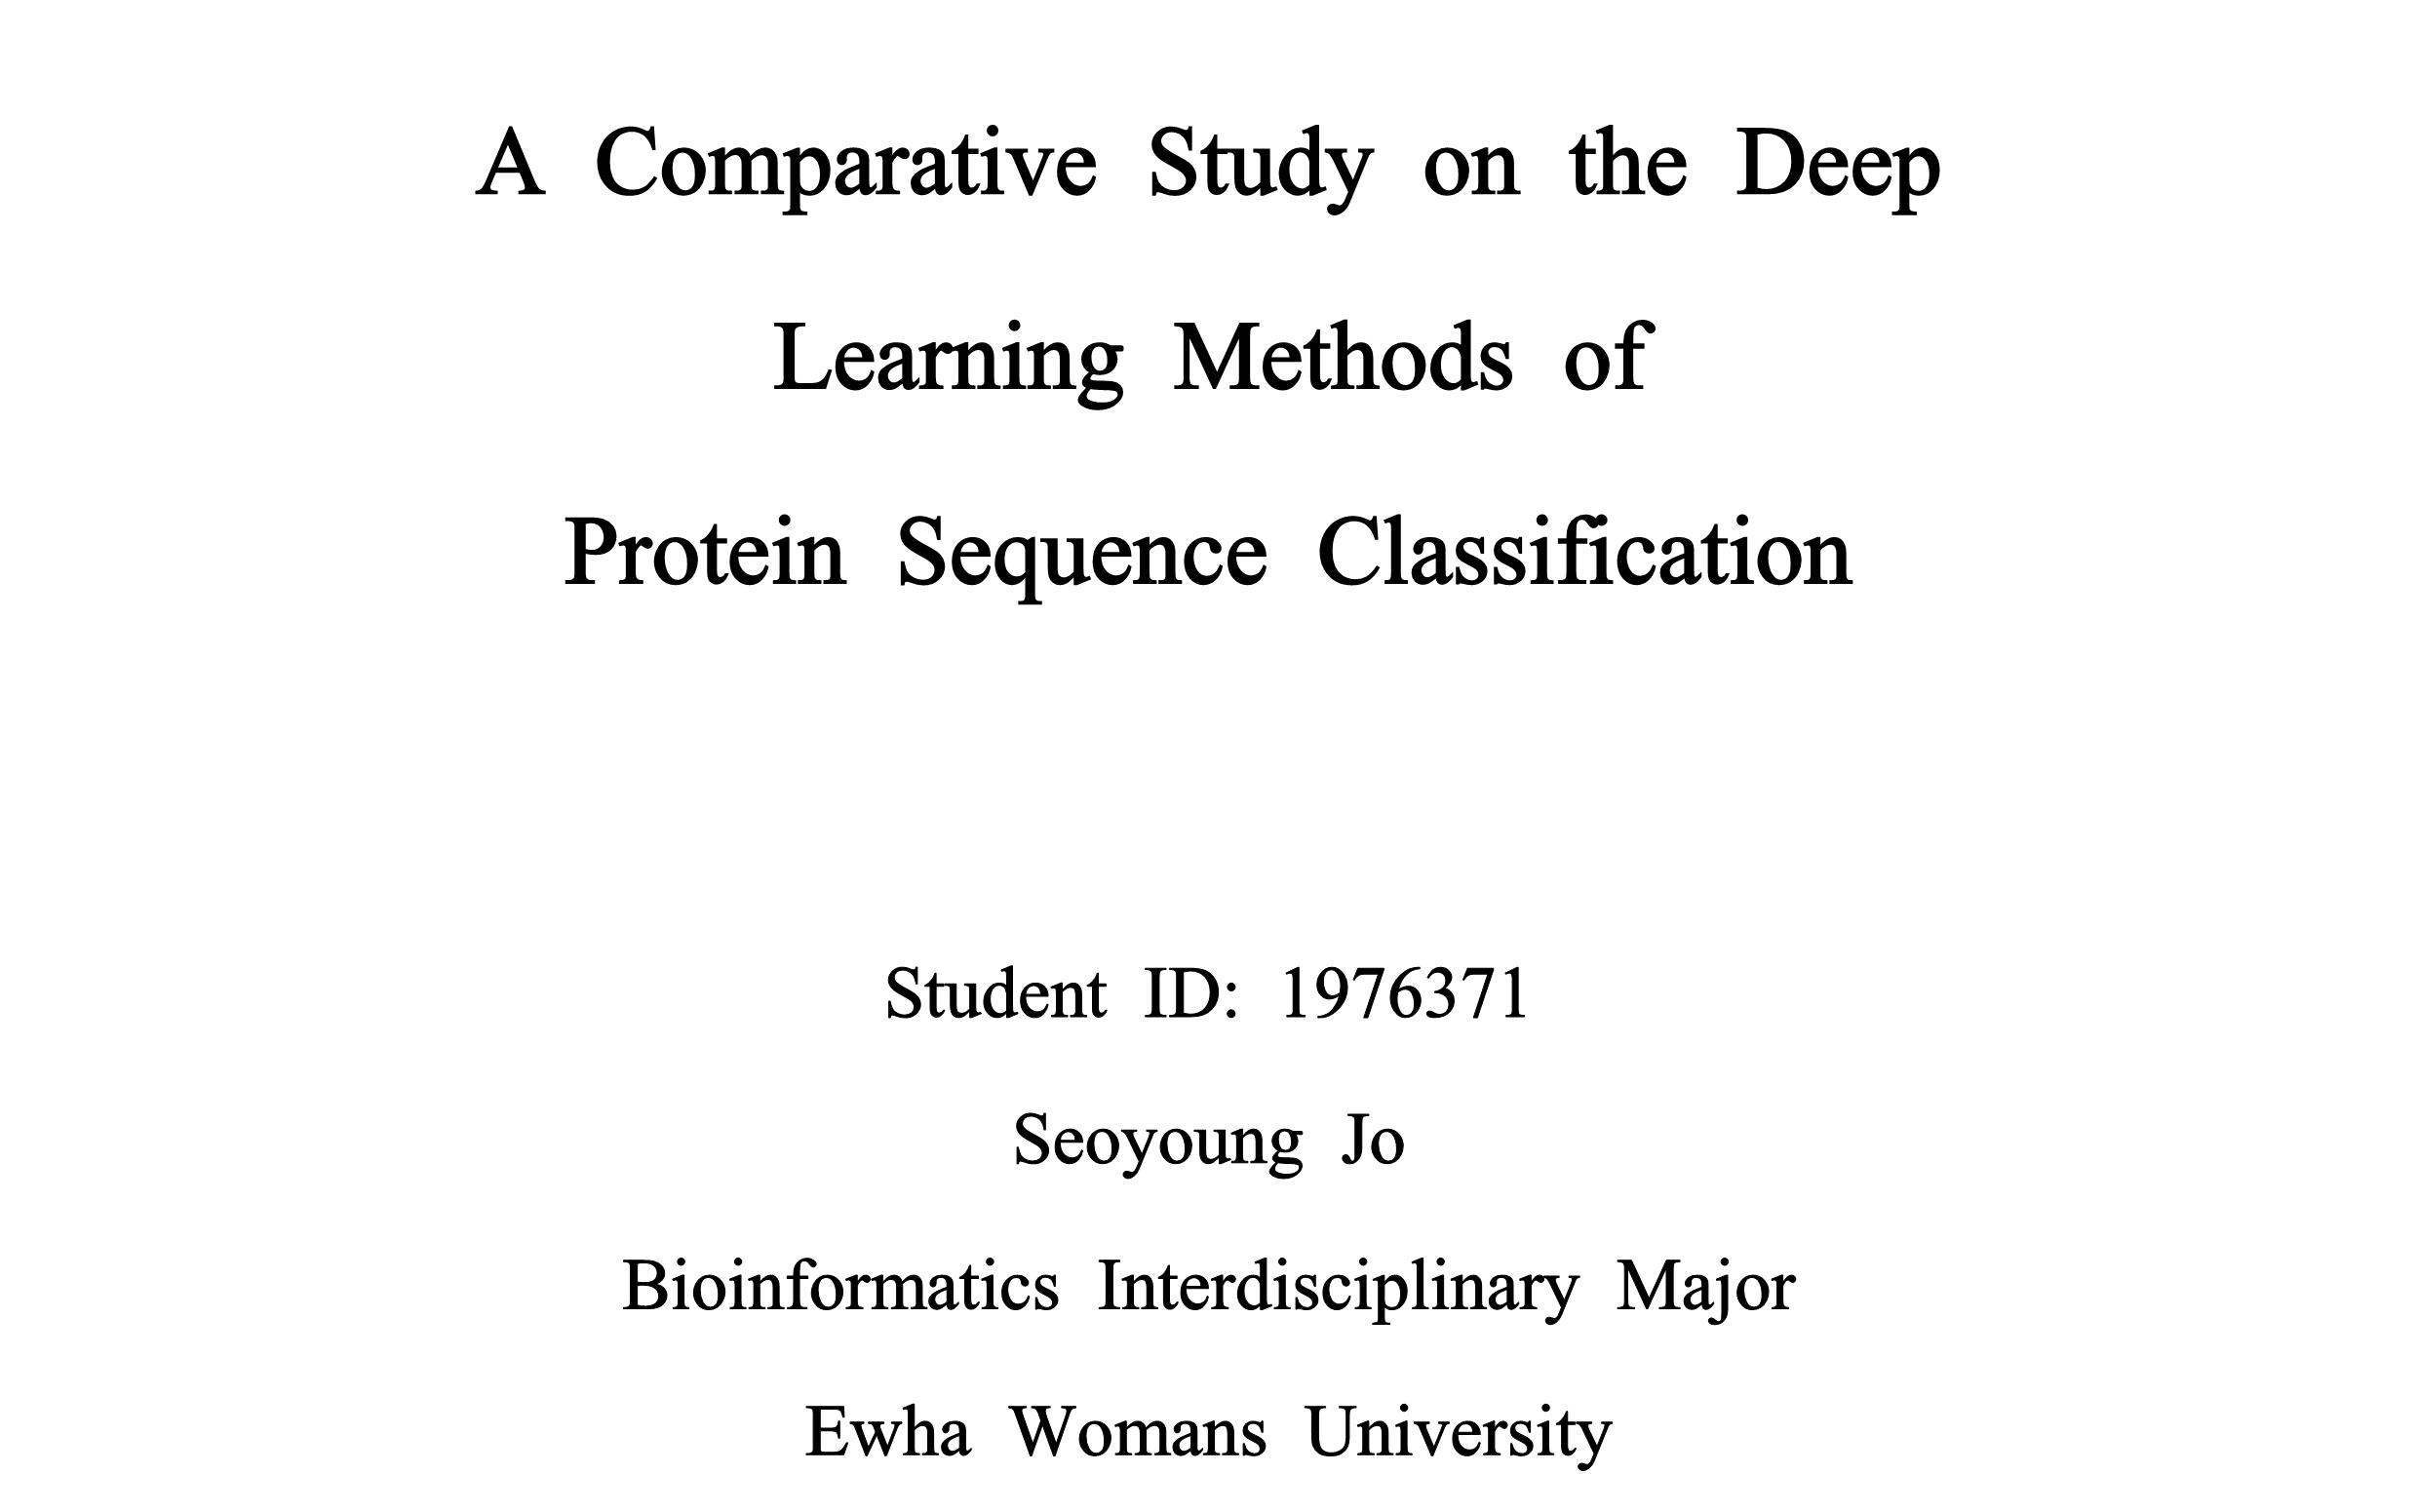 A Comparative Study on the Deep
Learning Methods of
Protein Sequence Classification
Student ID: 1976371
Seoyoung Jo
Bioinformatics Interdisciplinary Major
Ewha Womans University